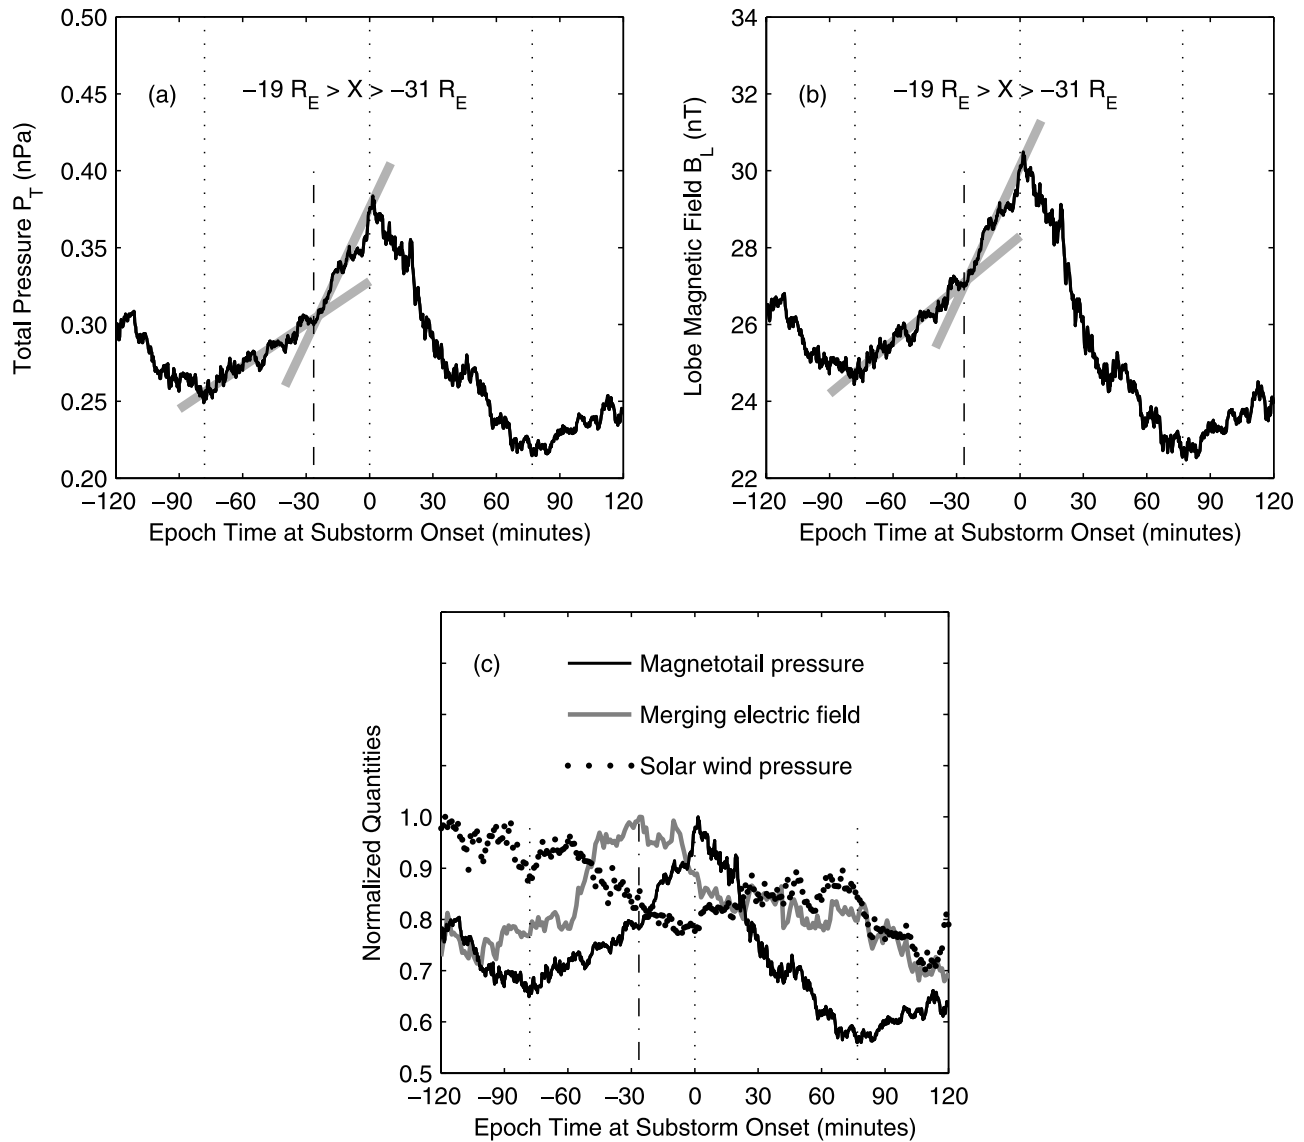 0.50
0.45
0.40
0.35
0.30
0.25
0.20
Total Pressure P_T (nPa)
(a)
−19 R_E > X > −31 R_E
−120 −90 −60 −30 0 30 60 90 120
Epoch Time at Substorm Onset (minutes)
34
32
30
28
26
24
22
Lobe Magnetic Field B_L (nT)
(b)
−19 R_E > X > −31 R_E
−120 −90 −60 −30 0 30 60 90 120
Epoch Time at Substorm Onset (minutes)
(c)
Magnetotail pressure
Merging electric field
Solar wind pressure
1.0
0.9
0.8
0.7
0.6
0.5
Normalized Quantities
−120 −90 −60 −30 0 30 60 90 120
Epoch Time at Substorm Onset (minutes)